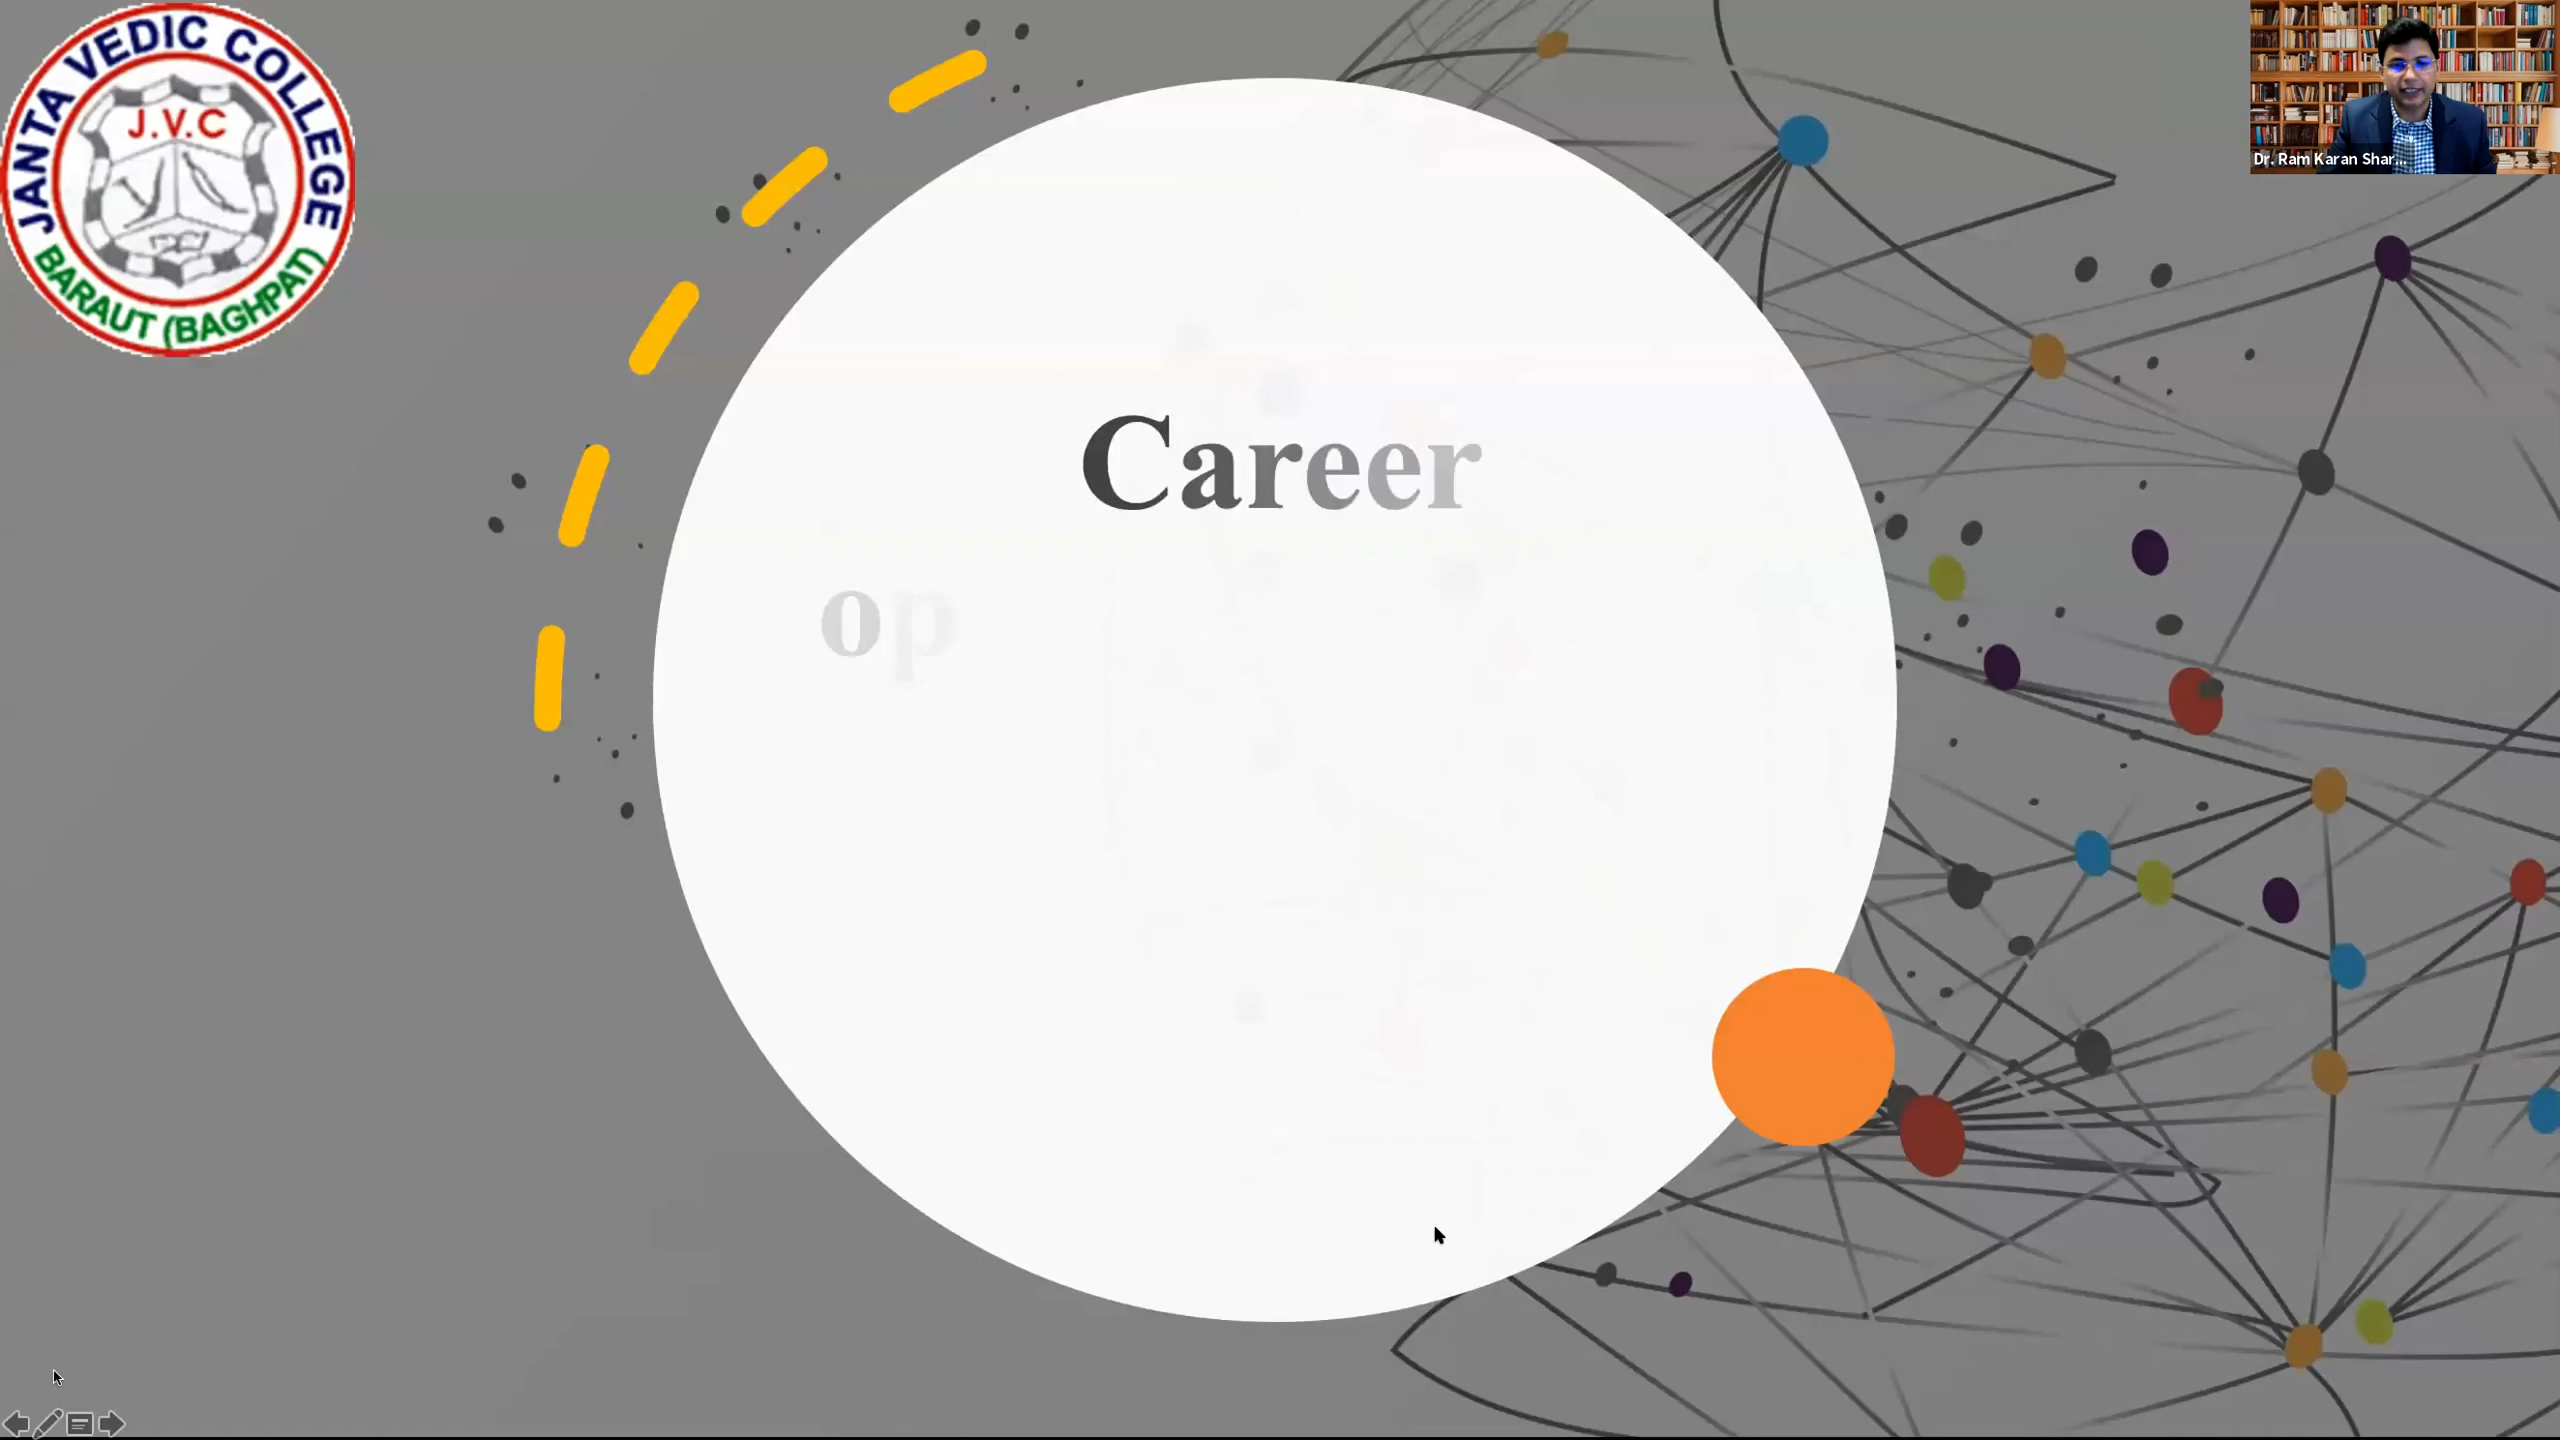 JANTA VEDIC COLLEGE
J.V.C
BARAUT (BAGHPAT)
Dr. Ram Karan Shar...
Career
op